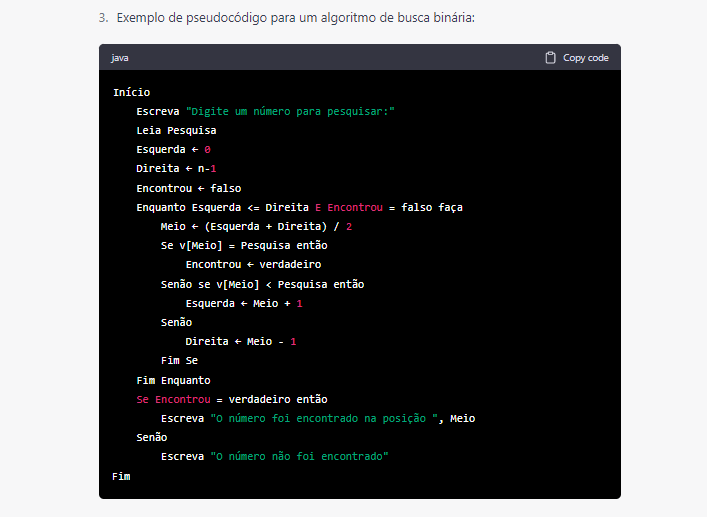 3. Exemplo de pseudocódigo para um algoritmo de busca binária:
java
Copy code
Início
    Escreva "Digite um número para pesquisar:"
    Leia Pesquisa
    Esquerda ← 0
    Direita ← n-1
    Encontrou ← falso
    Enquanto Esquerda <= Direita E Encontrou = falso faça
        Meio ← (Esquerda + Direita) / 2
        Se v[Meio] = Pesquisa então
            Encontrou ← verdadeiro
        Senão se v[Meio] < Pesquisa então
            Esquerda ← Meio + 1
        Senão
            Direita ← Meio - 1
        Fim Se
    Fim Enquanto
    Se Encontrou = verdadeiro então
        Escreva "O número foi encontrado na posição ", Meio
    Senão
        Escreva "O número não foi encontrado"
Fim